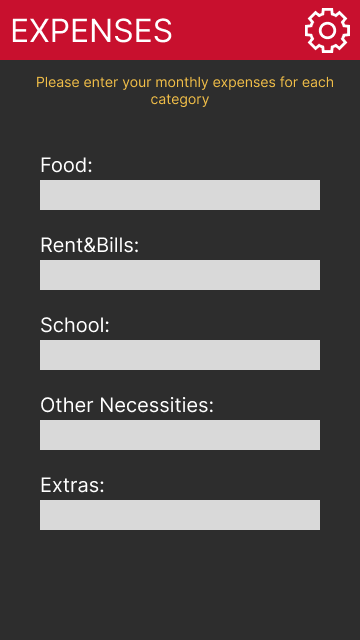 EXPENSES
Please enter your monthly expenses for each
category
Food:
Rent&Bills:
School:
Other Necessities:
Extras: